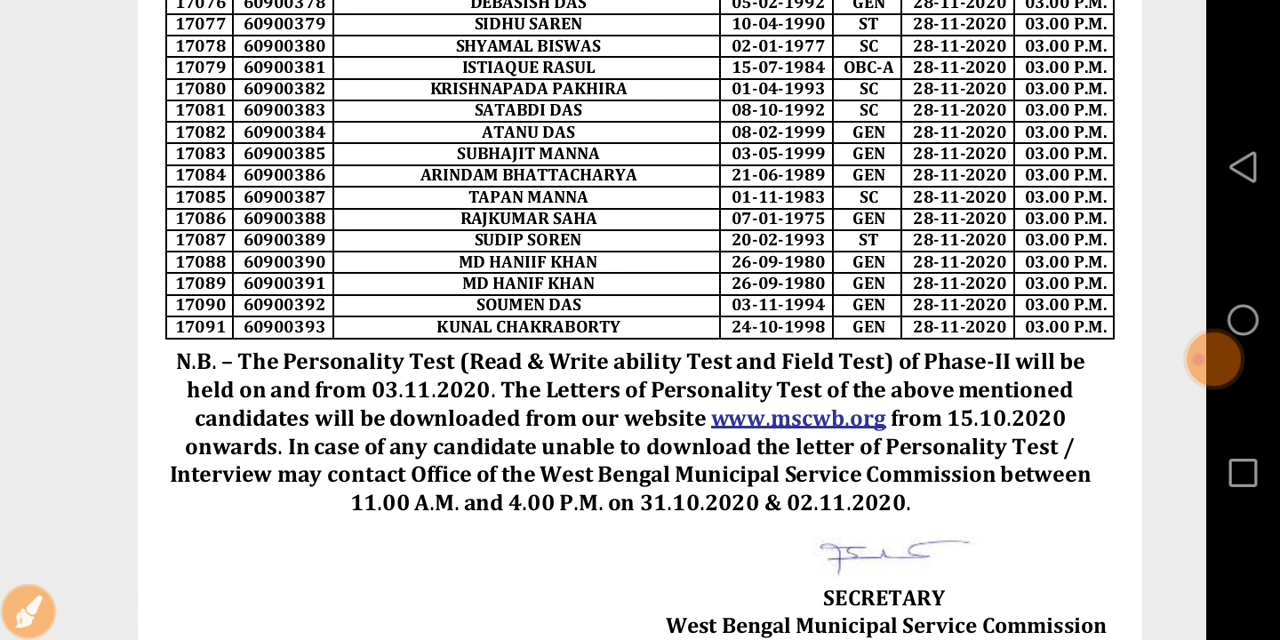 17076 60900378 DEBASISH DAS 05-02-1992 GEN 28-11-2020 03.00 P.M.
17077 60900379 SIDHU SAREN 10-04-1990 ST 28-11-2020 03.00 P.M.
17078 60900380 SHYAMAL BISWAS 02-01-1977 SC 28-11-2020 03.00 P.M.
17079 60900381 ISTIAQUE RASUL 15-07-1984 OBC-A 28-11-2020 03.00 P.M.
17080 60900382 KRISHNAPADA PAKHIRA 01-04-1993 SC 28-11-2020 03.00 P.M.
17081 60900383 SATABDI DAS 08-10-1992 SC 28-11-2020 03.00 P.M.
17082 60900384 ATANU DAS 08-02-1999 GEN 28-11-2020 03.00 P.M.
17083 60900385 SUBHAJIT MANNA 03-05-1999 GEN 28-11-2020 03.00 P.M.
17084 60900386 ARINDAM BHATTACHARYA 21-06-1989 GEN 28-11-2020 03.00 P.M.
17085 60900387 TAPAN MANNA 01-11-1983 SC 28-11-2020 03.00 P.M.
17086 60900388 RAJKUMAR SAHA 07-01-1975 GEN 28-11-2020 03.00 P.M.
17087 60900389 SUDIP SOREN 20-02-1993 ST 28-11-2020 03.00 P.M.
17088 60900390 MD HANIIF KHAN 26-09-1980 GEN 28-11-2020 03.00 P.M.
17089 60900391 MD HANIF KHAN 26-09-1980 GEN 28-11-2020 03.00 P.M.
17090 60900392 SOUMEN DAS 03-11-1994 GEN 28-11-2020 03.00 P.M.
17091 60900393 KUNAL CHAKRABORTY 24-10-1998 GEN 28-11-2020 03.00 P.M.
N.B. – The Personality Test (Read & Write ability Test and Field Test) of Phase-II will be
held on and from 03.11.2020. The Letters of Personality Test of the above mentioned
candidates will be downloaded from our website www.mscwb.org from 15.10.2020
onwards. In case of any candidate unable to download the letter of Personality Test /
Interview may contact Office of the West Bengal Municipal Service Commission between
11.00 A.M. and 4.00 P.M. on 31.10.2020 & 02.11.2020.
SECRETARY
West Bengal Municipal Service Commission